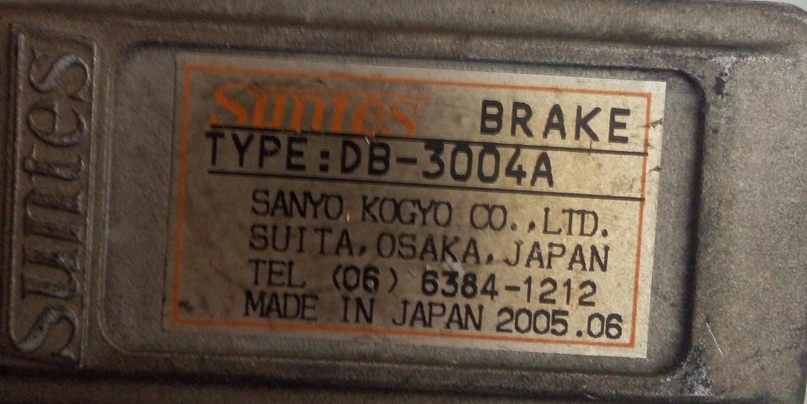 Suntes
Suntes BRAKE
TYPE:DB-3004A
SANYO KOGYO CO.,LTD.
SUITA,OSAKA,JAPAN
TEL (06) 6384-1212
MADE IN JAPAN 2005.06